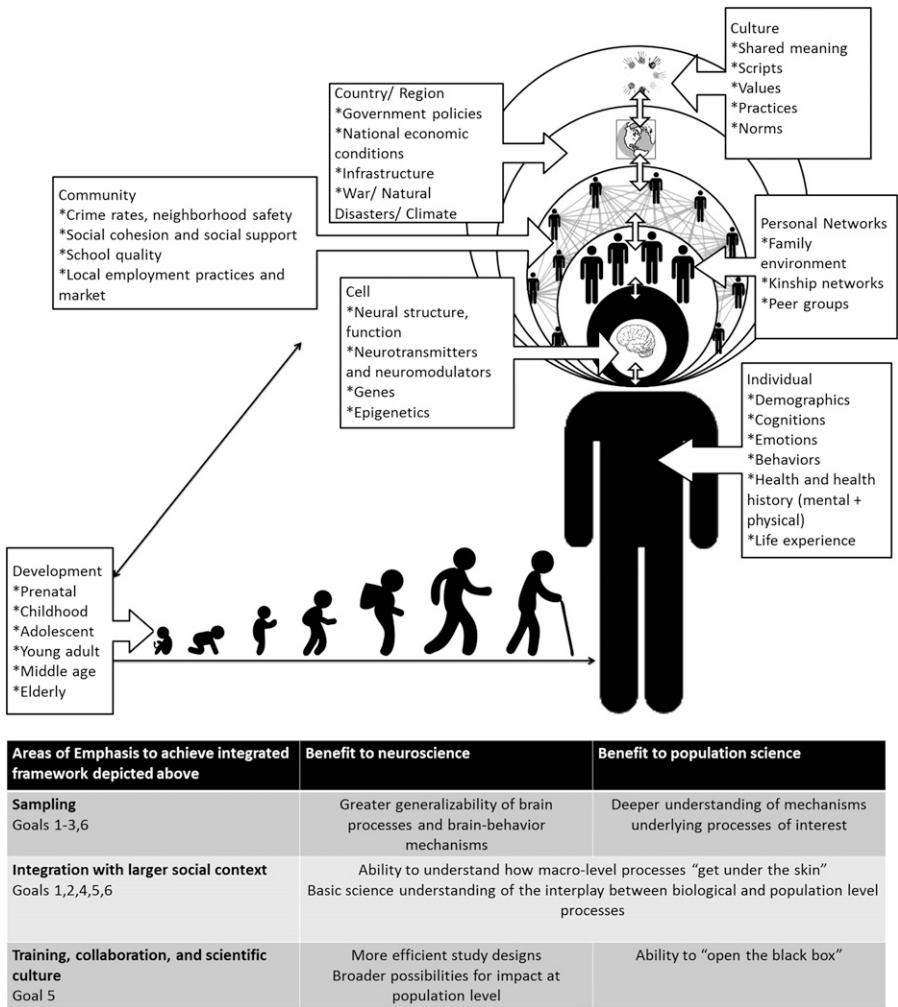 Culture
*Shared meaning
*Scripts
*Values
*Practices
*Norms
Country/ Region
*Government policies
*National economic
conditions
*Infrastructure
*War/ Natural
Disasters/ Climate
Community
*Crime rates, neighborhood safety
*Social cohesion and social support
*School quality
*Local employment practices and
market
Personal Networks
*Family
environment
*Kinship networks
*Peer groups
Cell
*Neural structure,
function
*Neurotransmitters
and neuromodulators
*Genes
*Epigenetics
Individual
*Demographics
*Cognitions
*Emotions
*Behaviors
*Health and health
history (mental +
physical)
*Life experience
Development
*Prenatal
*Childhood
*Adolescent
*Young adult
*Middle age
*Elderly
Areas of Emphasis to achieve integrated
framework depicted above
Benefit to neuroscience
Benefit to population science
Sampling
Goals 1-3,6
Greater generalizability of brain
processes and brain-behavior
mechanisms
Deeper understanding of mechanisms
underlying processes of interest
Integration with larger social context
Goals 1,2,4,5,6
Ability to understand how macro-level processes “get under the skin”
Basic science understanding of the interplay between biological and population level
processes
Training, collaboration, and scientific
culture
Goal 5
More efficient study designs
Broader possibilities for impact at
population level
Ability to “open the black box”